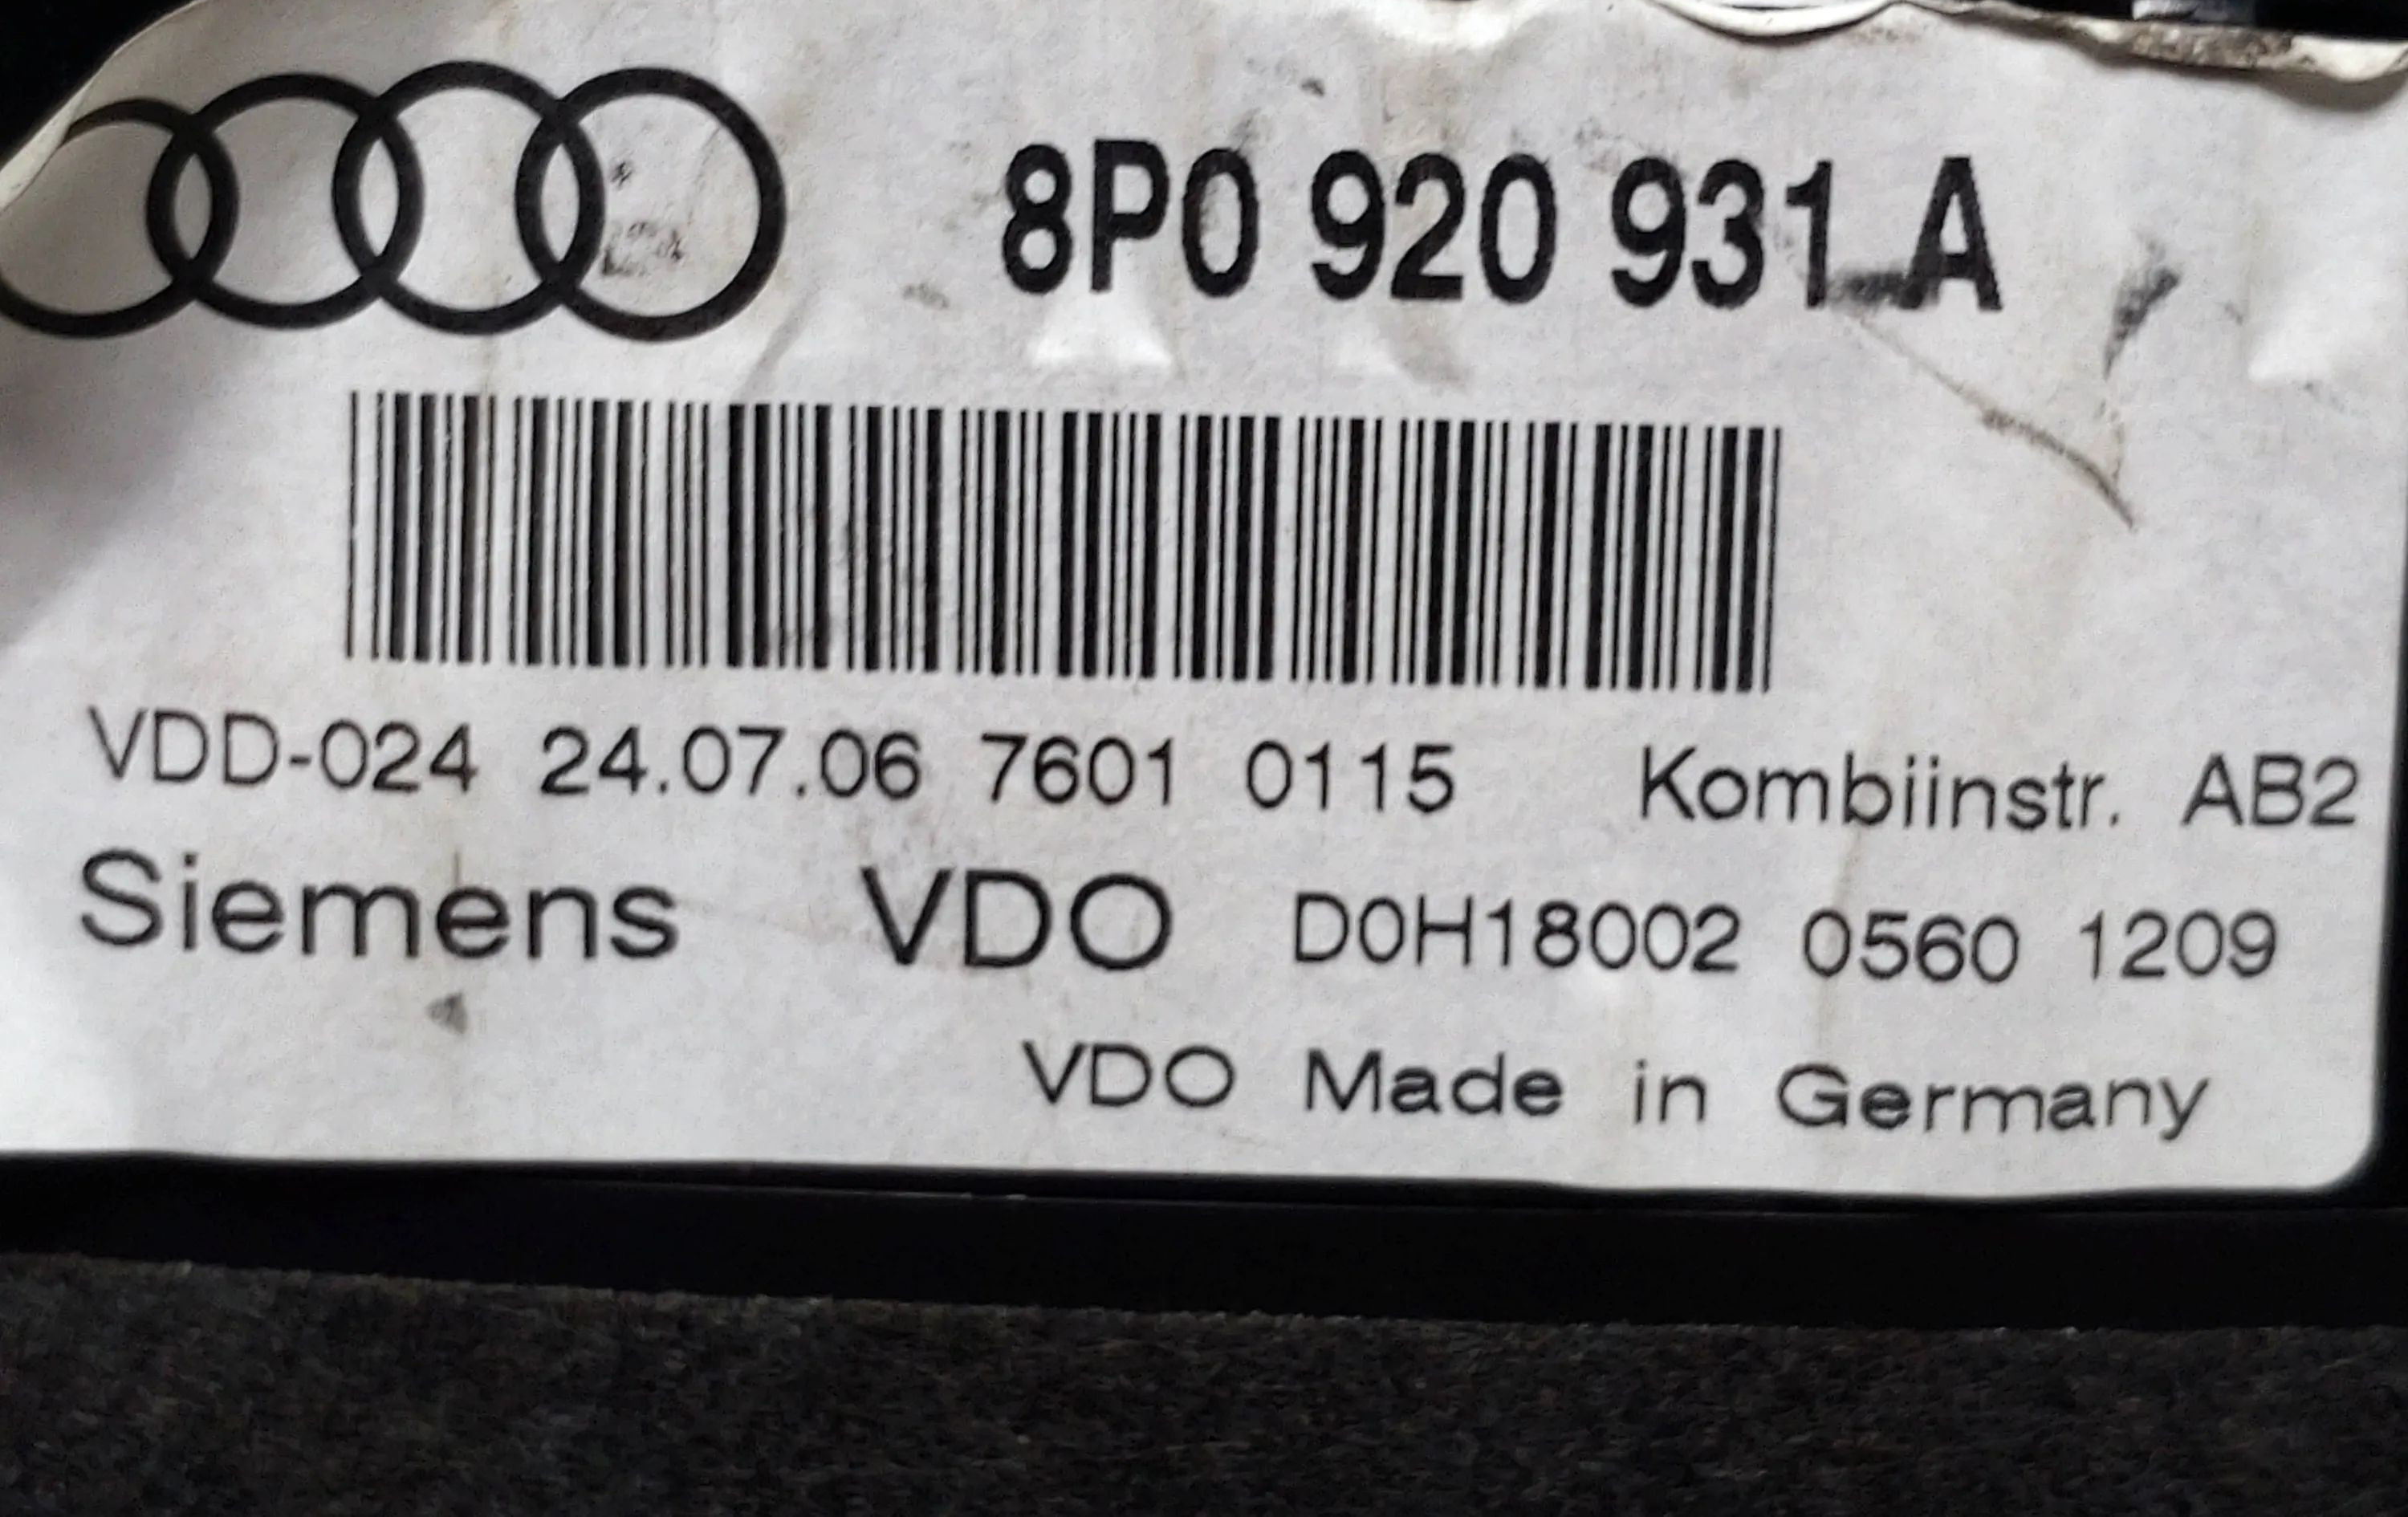 8P0 920 931 A
VDD-024 24.07.06 7601 0115 Kombiinstr. AB2
Siemens VDO D0H18002 0560 1209
VDO Made in Germany